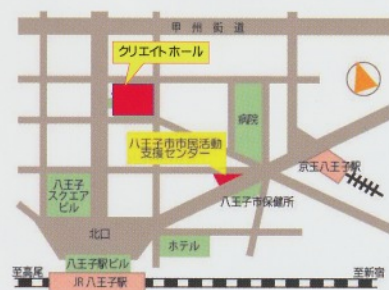 甲州街道
クリエイトホール
病院
八王子市市民活動
支援センター
京王八王子駅
八王子
スクエア
ビル
八王子市保健所
北口
ホテル
八王子駅ビル
至高尾
至新宿
JR八王子駅